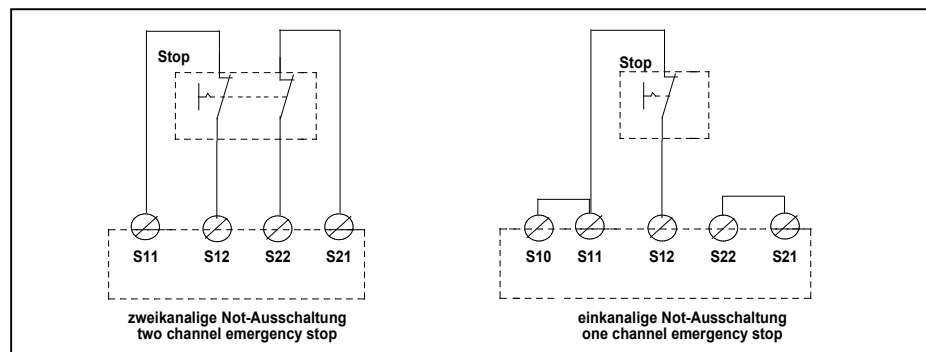 Stop
S11 S12 S22 S21
zweikanalige Not-Ausschaltung
two channel emergency stop
Stop
S10 S11 S12 S22 S21
einkanalige Not-Ausschaltung
one channel emergency stop